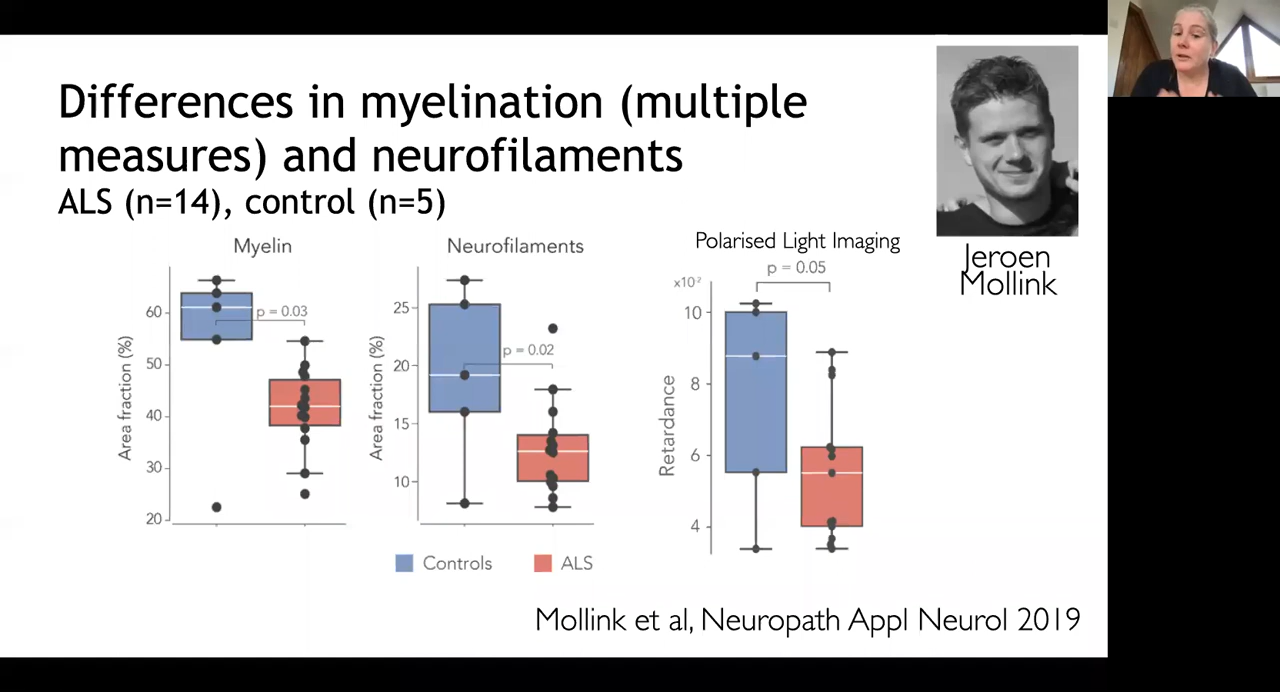 Differences in myelination (multiple
measures) and neurofilaments
ALS (n=14), control (n=5)
Jeroen
Mollink
Myelin
Area fraction (%)
60
50
40
30
20
p = 0.03
Neurofilaments
Area fraction (%)
25
20
15
10
p = 0.02
Polarised Light Imaging
p = 0.05
x10⁻²
Retardance
10
8
6
4
Controls
ALS
Mollink et al, Neuropath Appl Neurol 2019